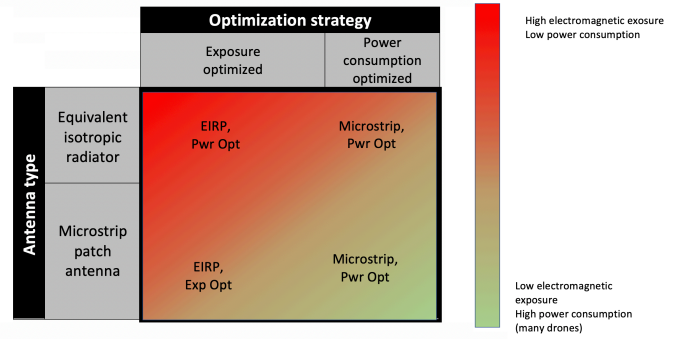 Optimization strategy
Exposure
optimized
Power
consumption
optimized
High electromagnetic exosure
Low power consumption
Antenna type
Equivalent
isotropic
radiator
EIRP,
Pwr Opt
Microstrip,
Pwr Opt
Microstrip
patch
antenna
EIRP,
Exp Opt
Microstrip,
Pwr Opt
Low electromagnetic
exposure
High power consumption
(many drones)